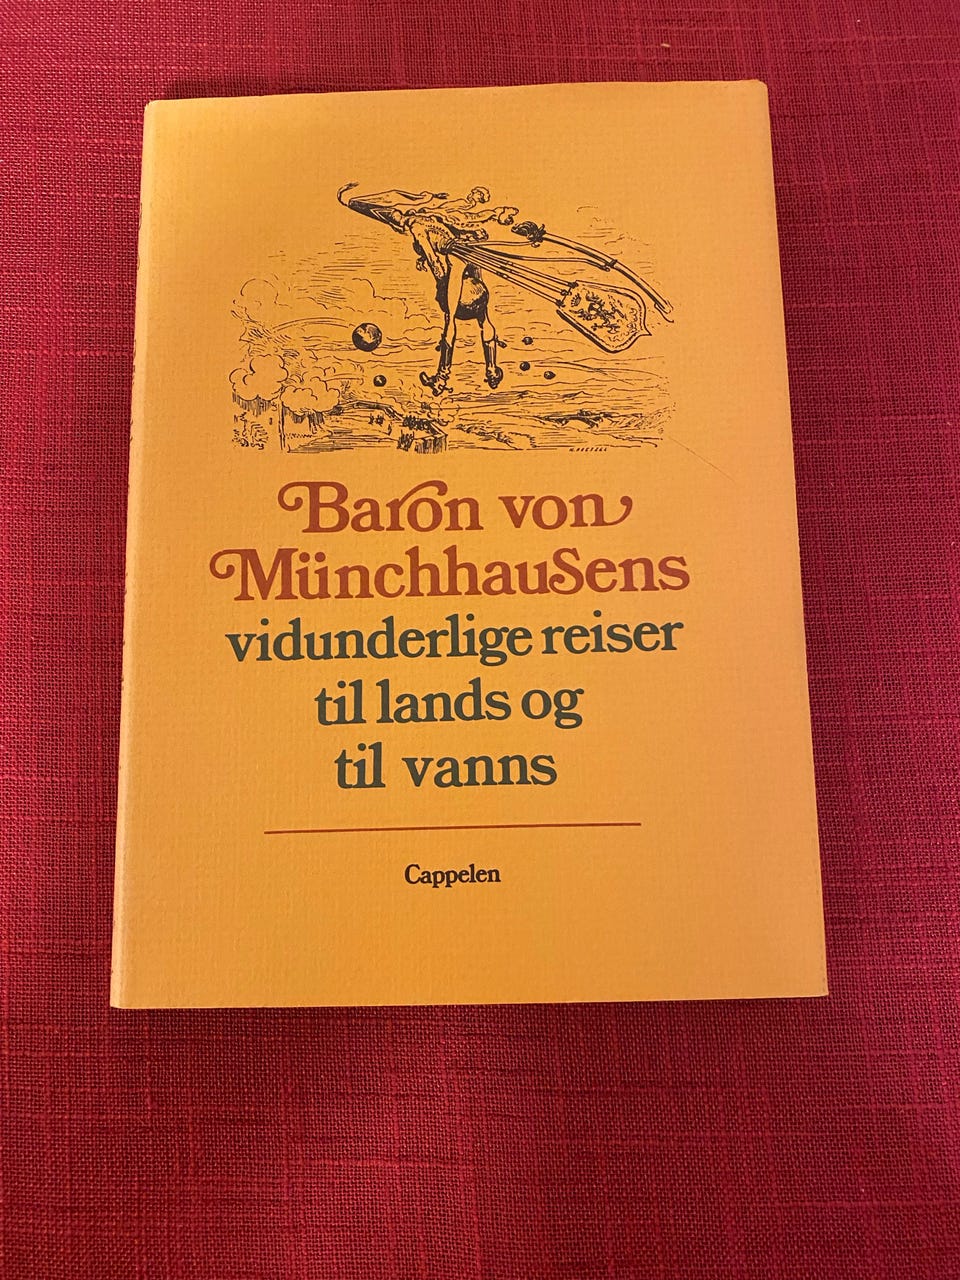 Baron von
Münchhausens
vidunderlige reiser
til lands og
til vanns
Cappelen